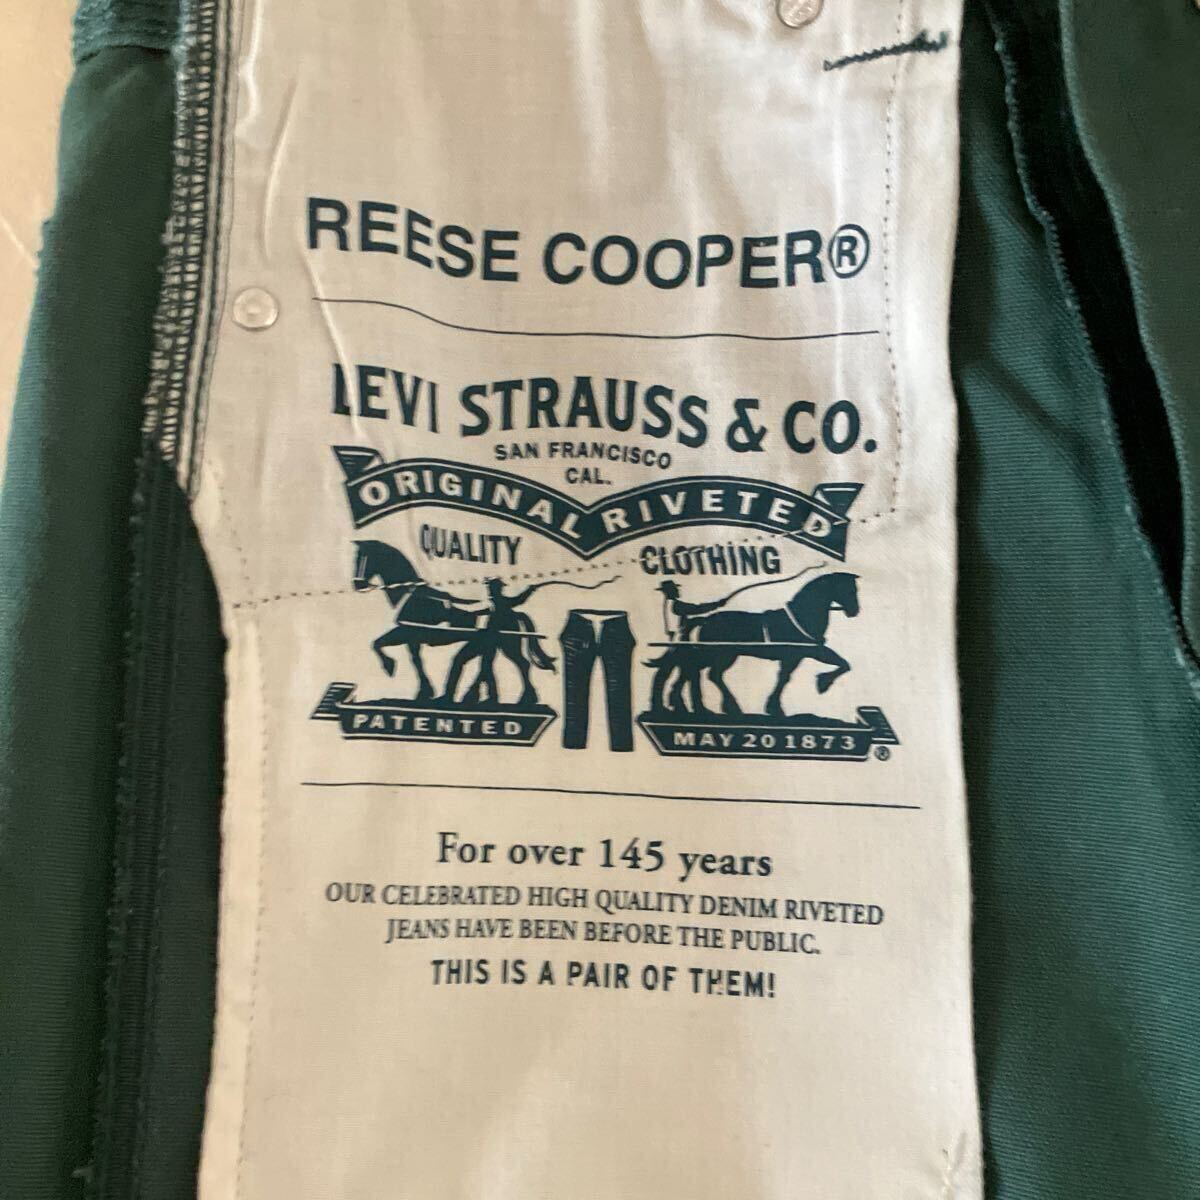 REESE COOPER®
LEVI STRAUSS & CO.
SAN FRANCISCO
CAL.
ORIGINAL RIVETED
QUALITY CLOTHING
PATENTED MAY 20 1873 ®
For over 145 years
OUR CELEBRATED HIGH QUALITY DENIM RIVETED
JEANS HAVE BEEN BEFORE THE PUBLIC.
THIS IS A PAIR OF THEM!